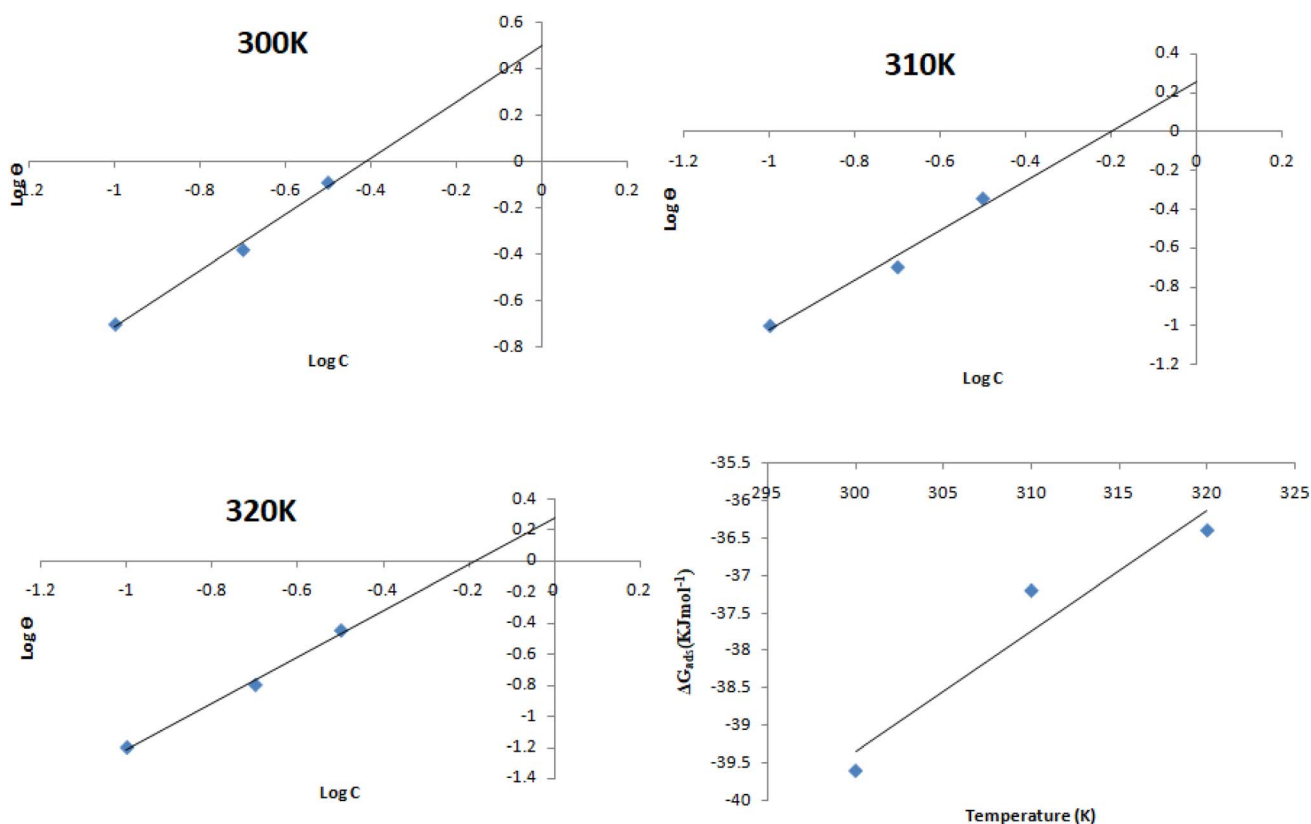 300K
0.6
0.4
0.2
0
-0.2
-0.4
-0.6
-0.8
1.2 -1 -0.8 -0.6 -0.4 -0.2 0 0.2
Log Θ
Log C
310K
0.4
0.2
0
-0.2
-0.4
-0.6
-0.8
-1
-1.2
-1.2 -1 -0.8 -0.6 -0.4 -0.2 0 0.2
Log Θ
Log C
320K
0.4
0.2
0
-0.2
-0.4
-0.6
-0.8
-1
-1.2
-1.4
-1.2 -1 -0.8 -0.6 -0.4 -0.2 0 0.2
Log Θ
Log C
-35.5
-36
-36.5
-37
-37.5
-38
-38.5
-39
-39.5
-40
295 300 305 310 315 320 325
ΔGads(KJmol-1)
Temperature (K)